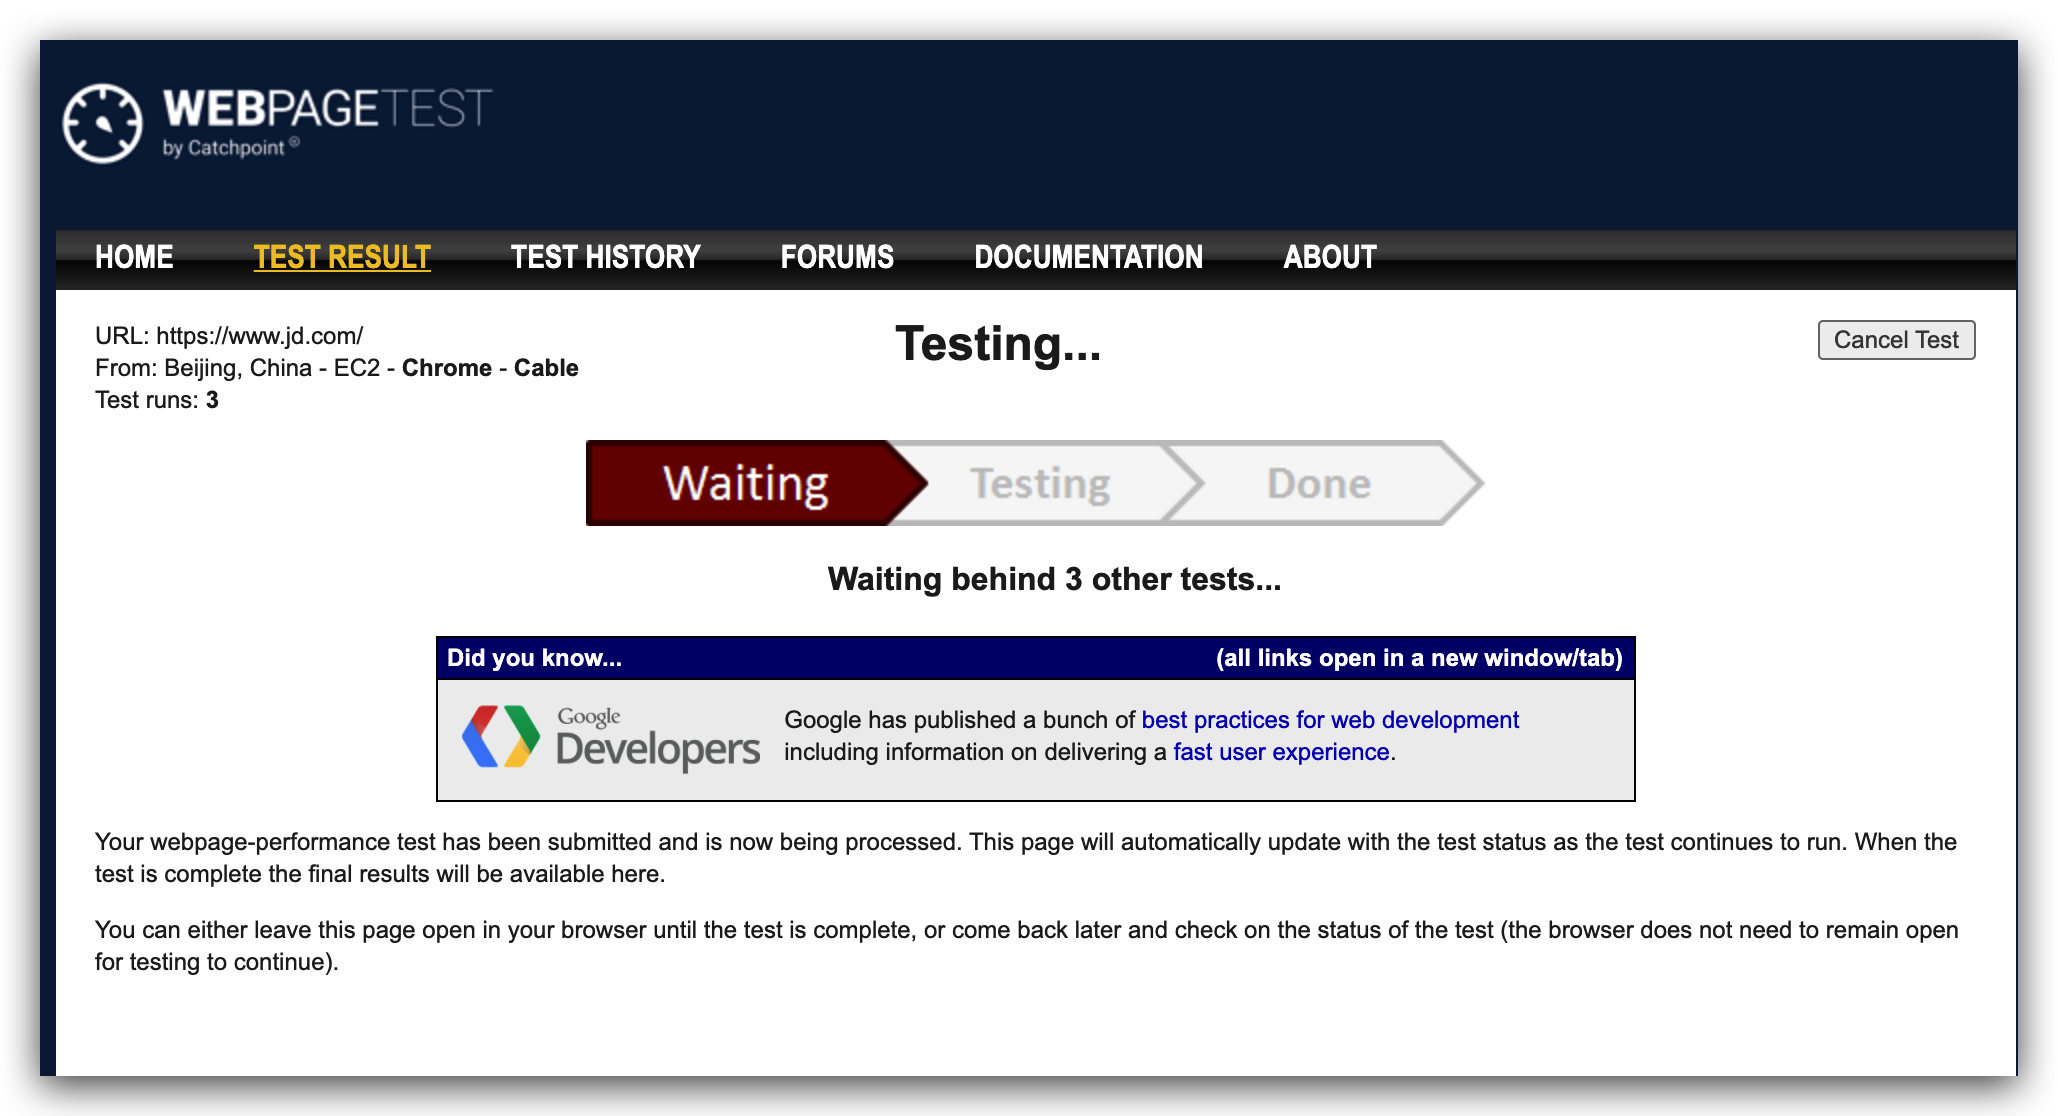 WEBPAGETEST
by Catchpoint®
HOME TEST RESULT TEST HISTORY FORUMS DOCUMENTATION ABOUT
URL: https://www.jd.com/
From: Beijing, China - EC2 - Chrome - Cable
Test runs: 3
Testing...
Cancel Test
Waiting Testing Done
Waiting behind 3 other tests...
Did you know... (all links open in a new window/tab)
Google
Developers
Google has published a bunch of best practices for web development
including information on delivering a fast user experience.
Your webpage-performance test has been submitted and is now being processed. This page will automatically update with the test status as the test continues to run. When the
test is complete the final results will be available here.
You can either leave this page open in your browser until the test is complete, or come back later and check on the status of the test (the browser does not need to remain open
for testing to continue).